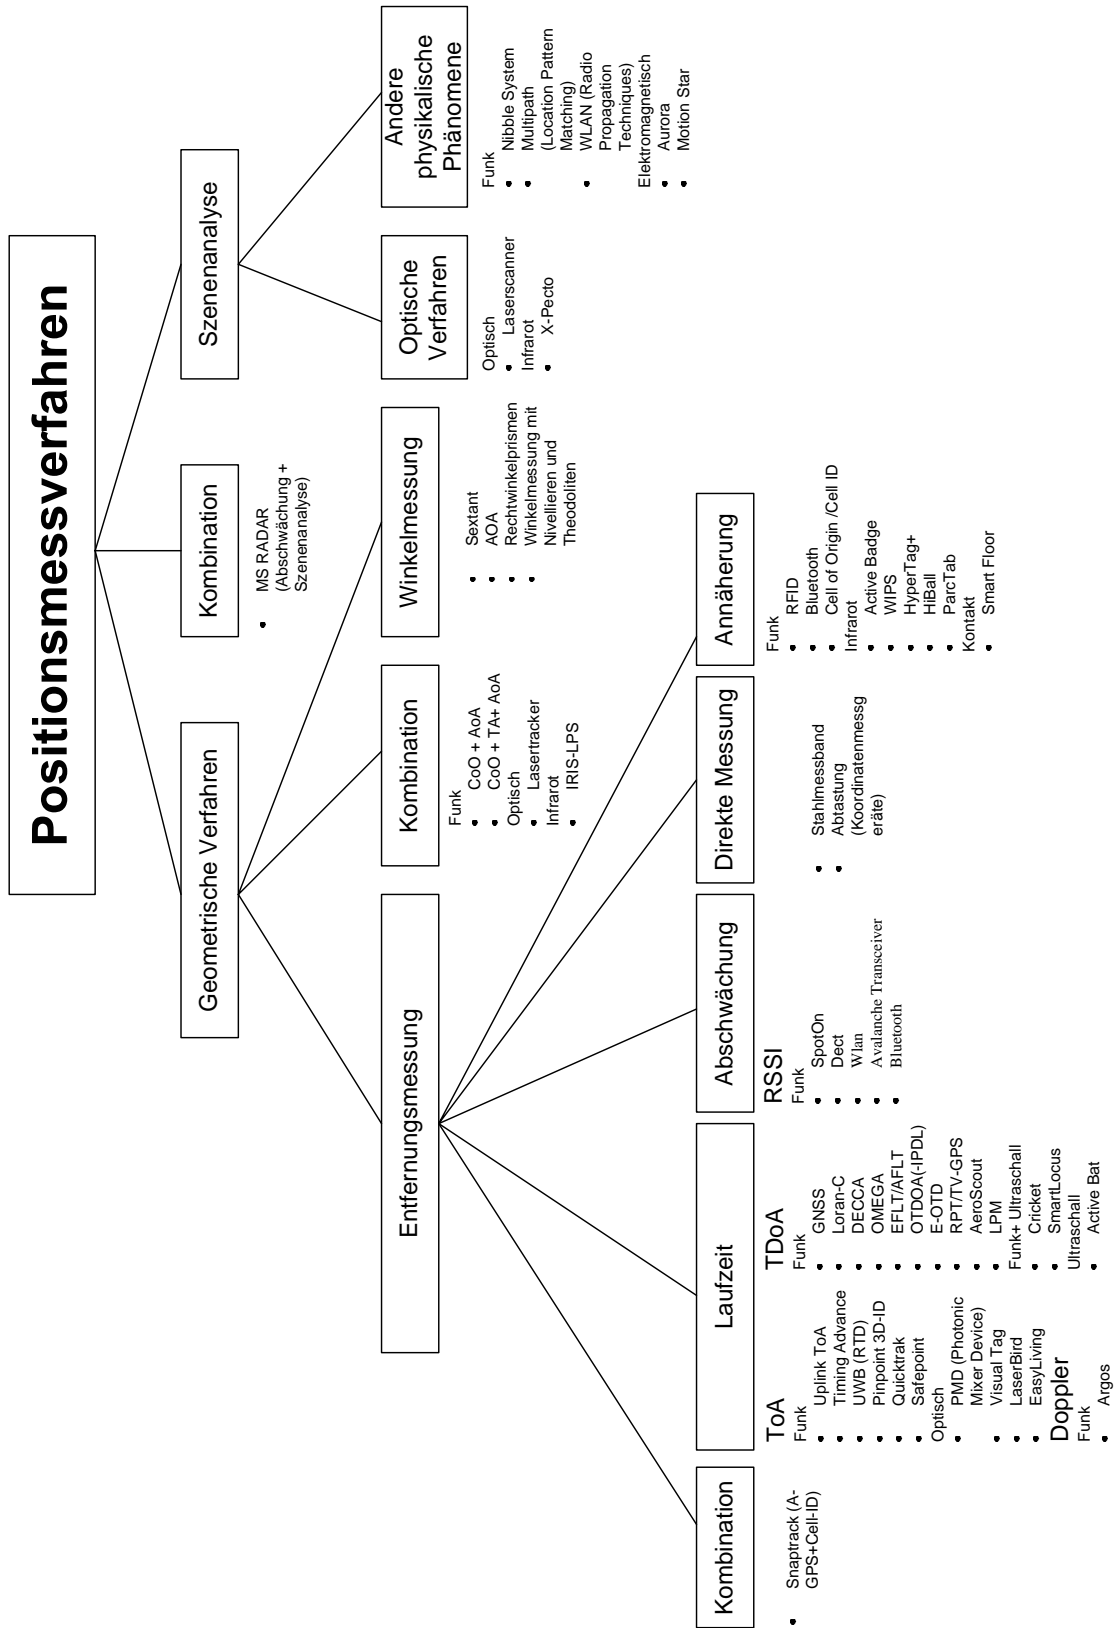 Positionsmessverfahren
Geometrische Verfahren
Kombination
• MS RADAR
(Abschwächung +
Szenenanalyse)
Szenenanalyse
Entfernungsmessung
Kombination
Funk
• CoO + AoA
• CoO + TA+ AoA
Optisch
• Lasertracker
Infrarot
• IRIS-LPS
Winkelmessung
• Sextant
• AOA
• Rechtwinkelprismen
• Winkelmessung mit
Nivellieren und
Theodoliten
Optische
Verfahren
Optisch
• Laserscanner
Infrarot
• X-Pecto
Andere
physikalische
Phänomene
Funk
• Nibble System
• Multipath
(Location Pattern
Matching)
• WLAN (Radio
Propagation
Techniques)
Elektromagnetisch
• Aurora
• Motion Star
Kombination
• Snaptrack (A-
GPS+Cell-ID)
Laufzeit
ToA
Funk
• Uplink ToA
• Timing Advance
• UWB (RTD)
• Pinpoint 3D-ID
• Quicktrak
• Safepoint
Optisch
• PMD (Photonic
Mixer Device)
• Visual Tag
• LaserBird
• EasyLiving
Doppler
Funk
• Argos
TDoA
Funk
• GNSS
• Loran-C
• DECCA
• OMEGA
• EFLT/AFLT
• OTDOA(-IPDL)
• E-OTD
• RPT/TV-GPS
• AeroScout
• LPM
Funk+ Ultraschall
• Cricket
• SmartLocus
Ultraschall
• Active Bat
Abschwächung
RSSI
Funk
• SpotOn
• Dect
• Wlan
• Avalanche Transceiver
• Bluetooth
Direkte Messung
• Stahlmessband
• Abtastung
(Koordinatenmessg
eräte)
Annäherung
Funk
• RFID
• Bluetooth
• Cell of Origin /Cell ID
Infrarot
• Active Badge
• WIPS
• HyperTag+
• HiBall
• ParcTab
Kontakt
• Smart Floor